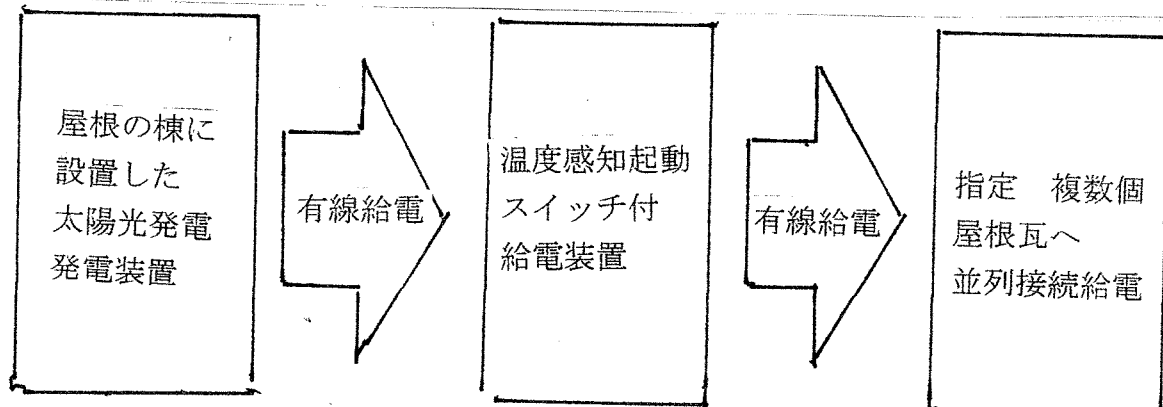 屋根の棟に
設置した
太陽光発電
発電装置
有線給電
温度感知起動
スイッチ付
給電装置
有線給電
指定　複数個
屋根瓦へ
並列接続給電